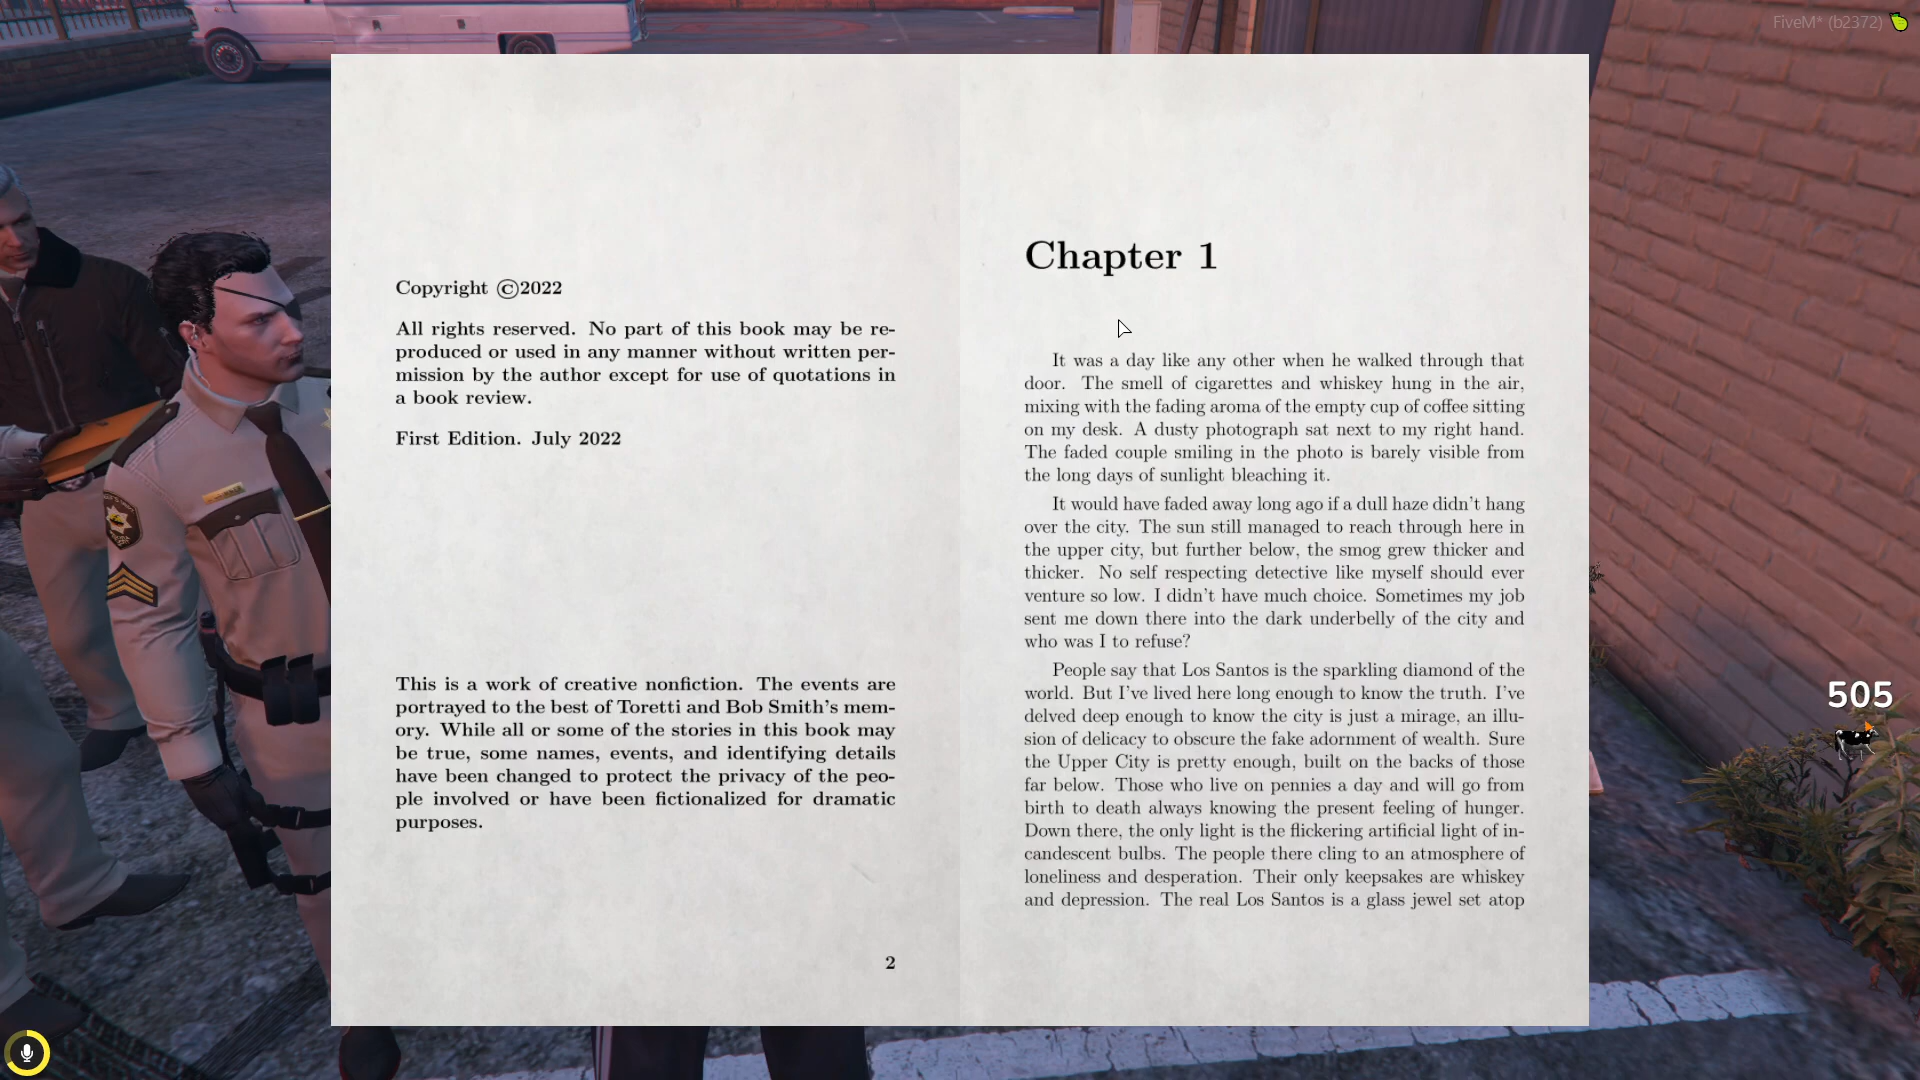 FiveM* (b2372)
Copyright ©2022
All rights reserved. No part of this book may be re-
produced or used in any manner without written per-
mission by the author except for use of quotations in
a book review.
First Edition. July 2022
This is a work of creative nonfiction. The events are
portrayed to the best of Toretti and Bob Smith's mem-
ory. While all or some of the stories in this book may
be true, some names, events, and identifying details
have been changed to protect the privacy of the peo-
ple involved or have been fictionalized for dramatic
purposes.
2
Chapter 1
It was a day like any other when he walked through that
door. The smell of cigarettes and whiskey hung in the air,
mixing with the fading aroma of the empty cup of coffee sitting
on my desk. A dusty photograph sat next to my right hand.
The faded couple smiling in the photo is barely visible from
the long days of sunlight bleaching it.
It would have faded away long ago if a dull haze didn't hang
over the city. The sun still managed to reach through here in
the upper city, but further below, the smog grew thicker and
thicker. No self respecting detective like myself should ever
venture so low. I didn't have much choice. Sometimes my job
sent me down there into the dark underbelly of the city and
who was I to refuse?
People say that Los Santos is the sparkling diamond of the
world. But I've lived here long enough to know the truth. I've
delved deep enough to know the city is just a mirage, an illu-
sion of delicacy to obscure the fake adornment of wealth. Sure
the Upper City is pretty enough, built on the backs of those
far below. Those who live on pennies a day and will go from
birth to death always knowing the present feeling of hunger.
Down there, the only light is the flickering artificial light of in-
candescent bulbs. The people there cling to an atmosphere of
loneliness and desperation. Their only keepsakes are whiskey
and depression. The real Los Santos is a glass jewel set atop
505